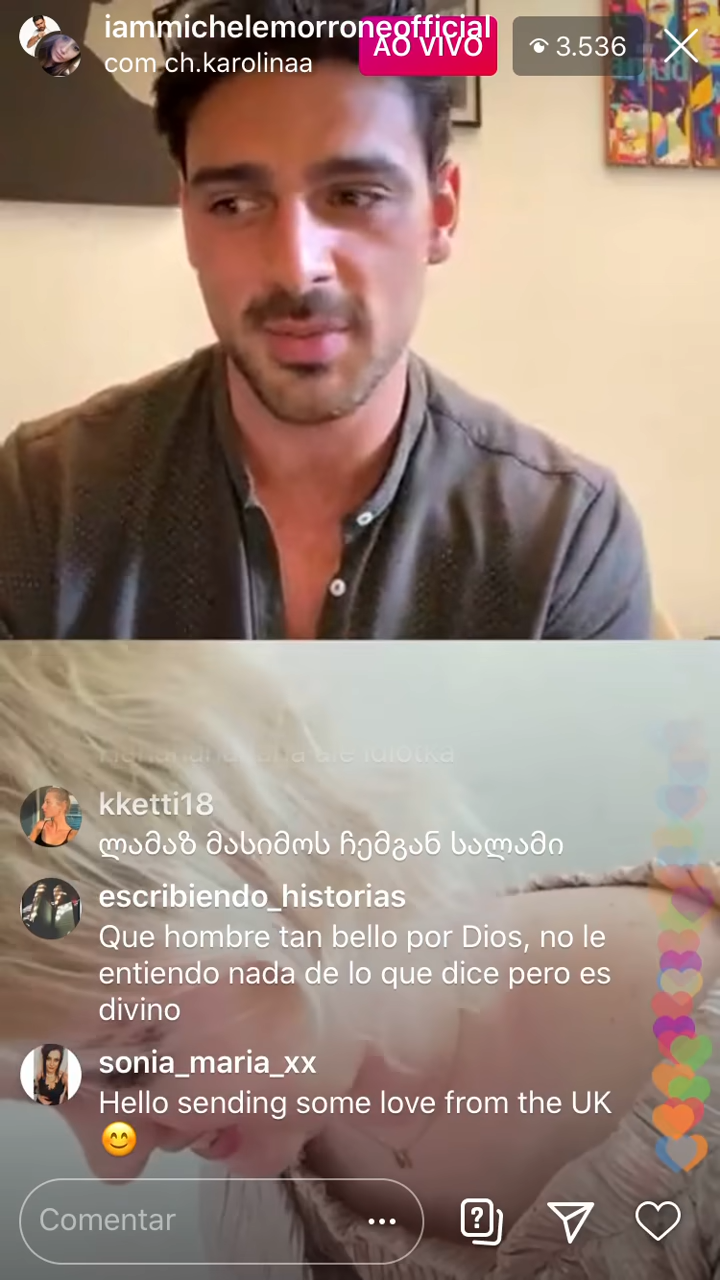 iammichelemorroneofficial
AO VIVO
3.536
com ch.karolinaa
kketti18
ლამაზ მასიმოს ჩემგან სალამი
escribiendo_historias
Que hombre tan bello por Dios, no le
entiendo nada de lo que dice pero es
divino
sonia_maria_xx
Hello sending some love from the UK
😊
Comentar